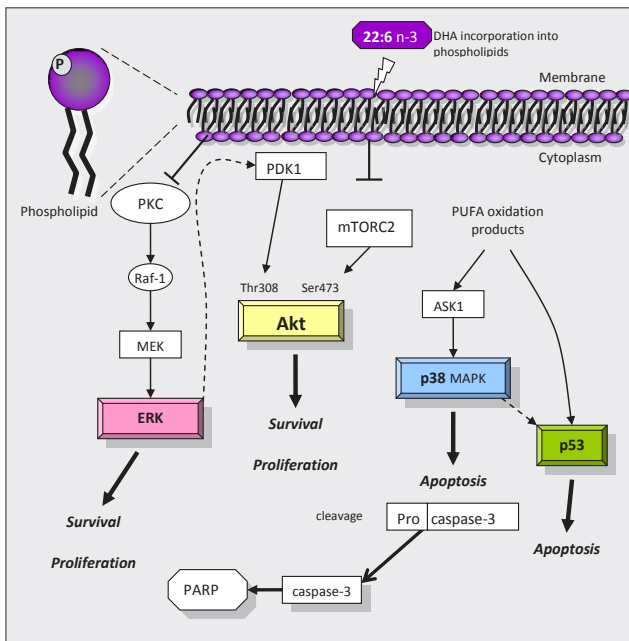 22:6 n-3
DHA incorporation into
phospholipids
P
Membrane
Cytoplasm
Phospholipid
PKC
PDK1
mTORC2
PUFA oxidation
products
Raf-1
Thr308
Ser473
ASK1
Akt
MEK
p38 MAPK
ERK
p53
Survival
Proliferation
Apoptosis
Survival
Proliferation
Apoptosis
cleavage
Pro caspase-3
PARP
caspase-3